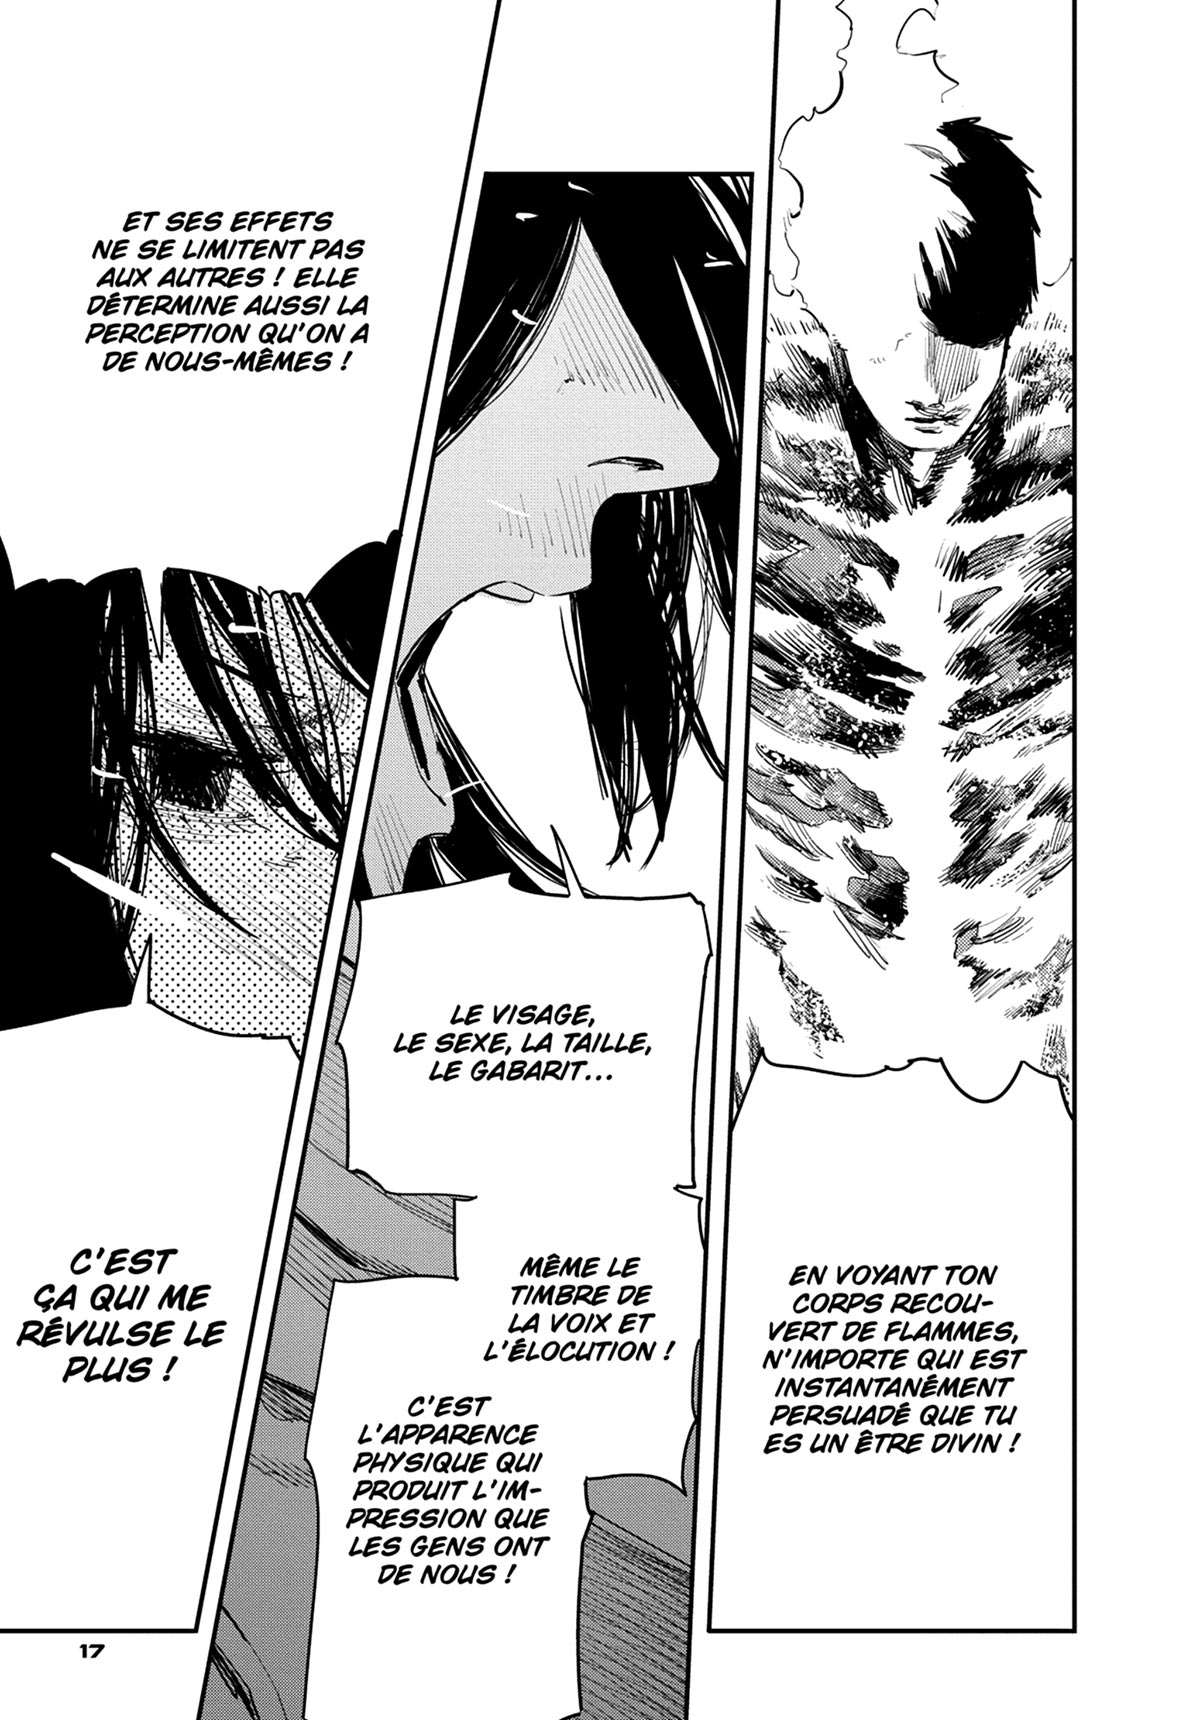 EN VOYANT TON
CORPS RECOU-
VERT DE FLAMMES,
N'IMPORTE QUI EST
INSTANTANÉMENT
PERSUADÉ QUE TU
ES UN ÊTRE DIVIN !
LE VISAGE,
LE SEXE, LA TAILLE,
LE GABARIT...
MÊME LE
TIMBRE DE
LA VOIX ET
L'ÉLOCUTION !
C'EST
L'APPARENCE
PHYSIQUE QUI
PRODUIT L'IM-
PRESSION QUE
LES GENS ONT
DE NOUS !
ET SES EFFETS
NE SE LIMITENT PAS
AUX AUTRES ! ELLE
DÉTERMINE AUSSI LA
PERCEPTION QU'ON A
DE NOUS-MÊMES !
C'EST
ÇA QUI ME
RÉVULSE LE
PLUS !
17